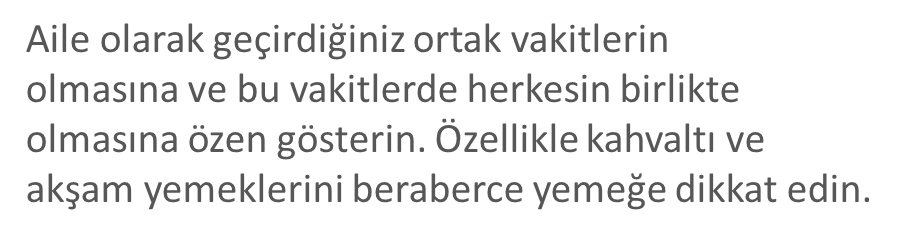 Aile olarak geçirdiğiniz ortak vakitlerin
olmasına ve bu vakitlerde herkesin birlikte
olmasına özen gösterin. Özellikle kahvaltı ve
akşam yemeklerini beraberce yemeğe dikkat edin.